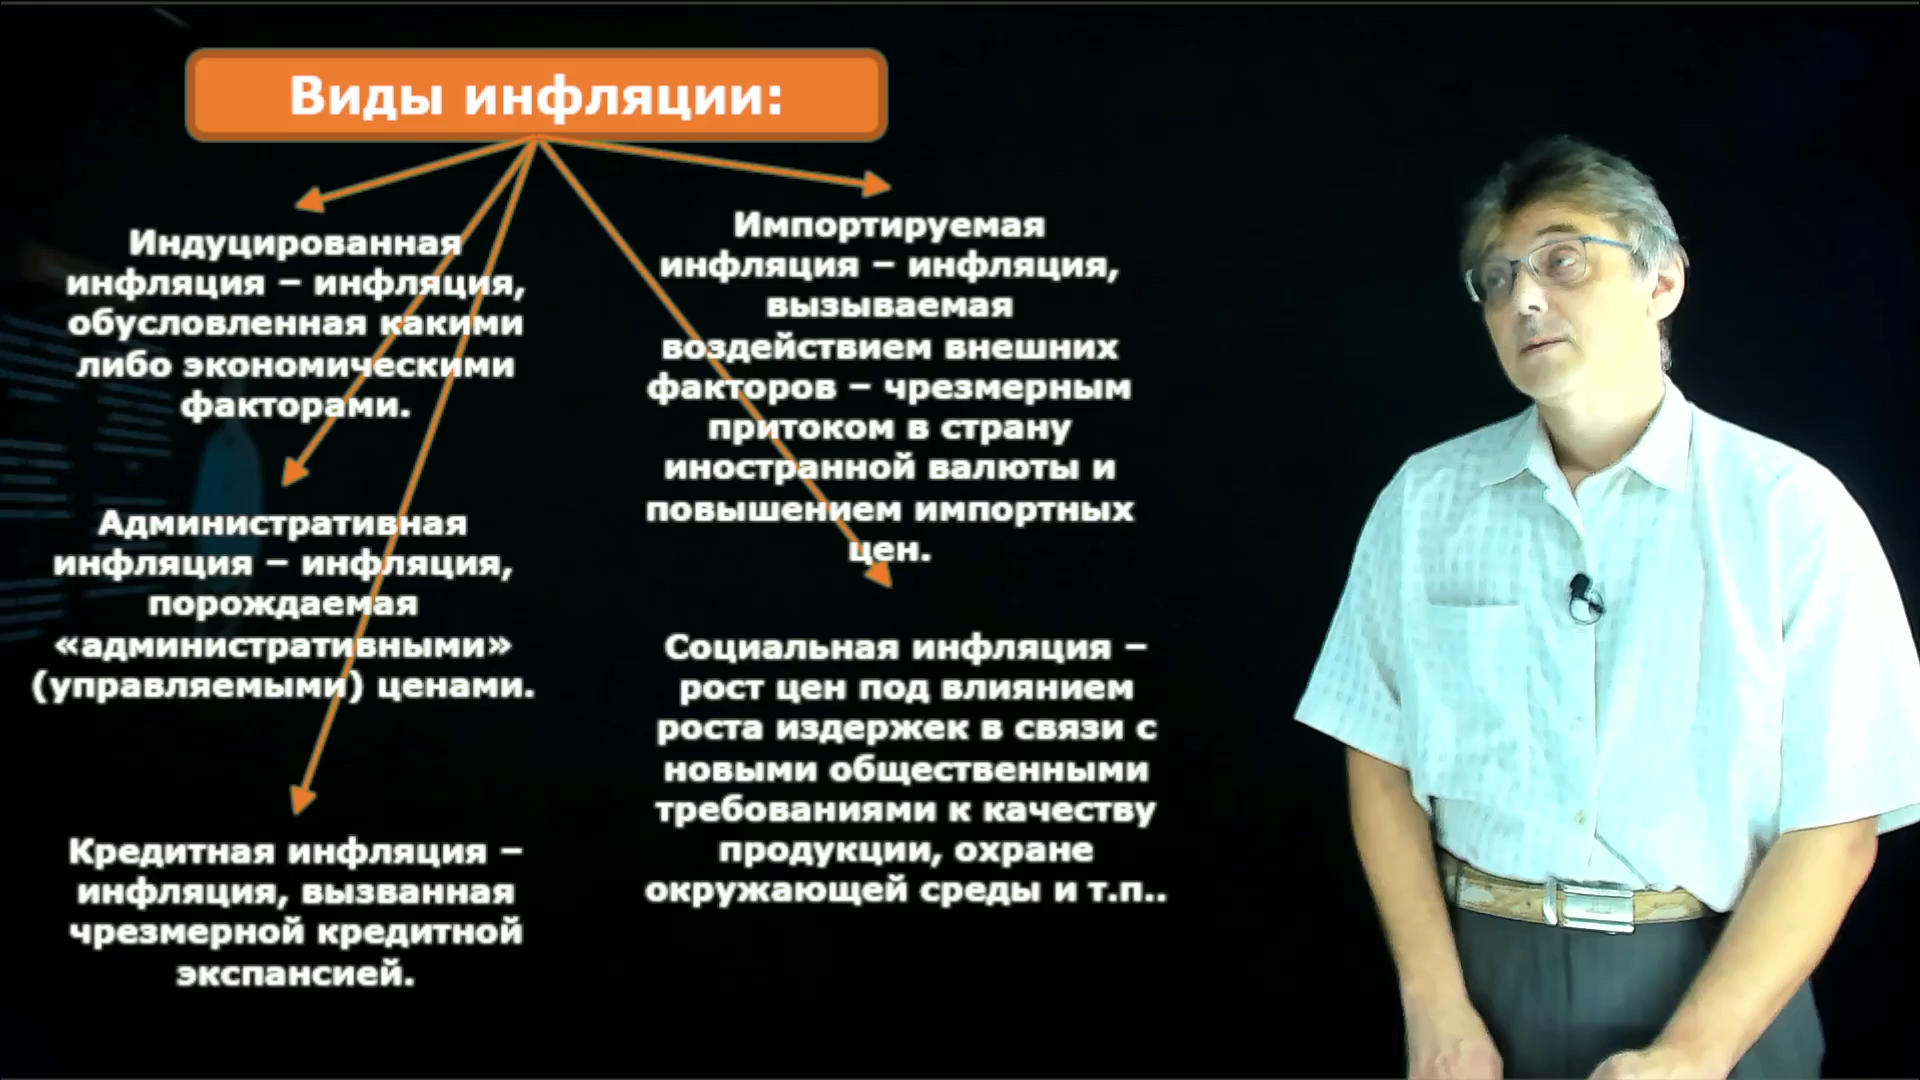 Виды инфляции:
Индуцированная
инфляция – инфляция,
обусловленная какими
либо экономическими
факторами.
Административная
инфляция – инфляция,
порождаемая
«административными»
(управляемыми) ценами.
Кредитная инфляция –
инфляция, вызванная
чрезмерной кредитной
экспансией.
Импортируемая
инфляция – инфляция,
вызываемая
воздействием внешних
факторов – чрезмерным
притоком в страну
иностранной валюты и
повышением импортных
цен.
Социальная инфляция –
рост цен под влиянием
роста издержек в связи с
новыми общественными
требованиями к качеству
продукции, охране
окружающей среды и т.п..